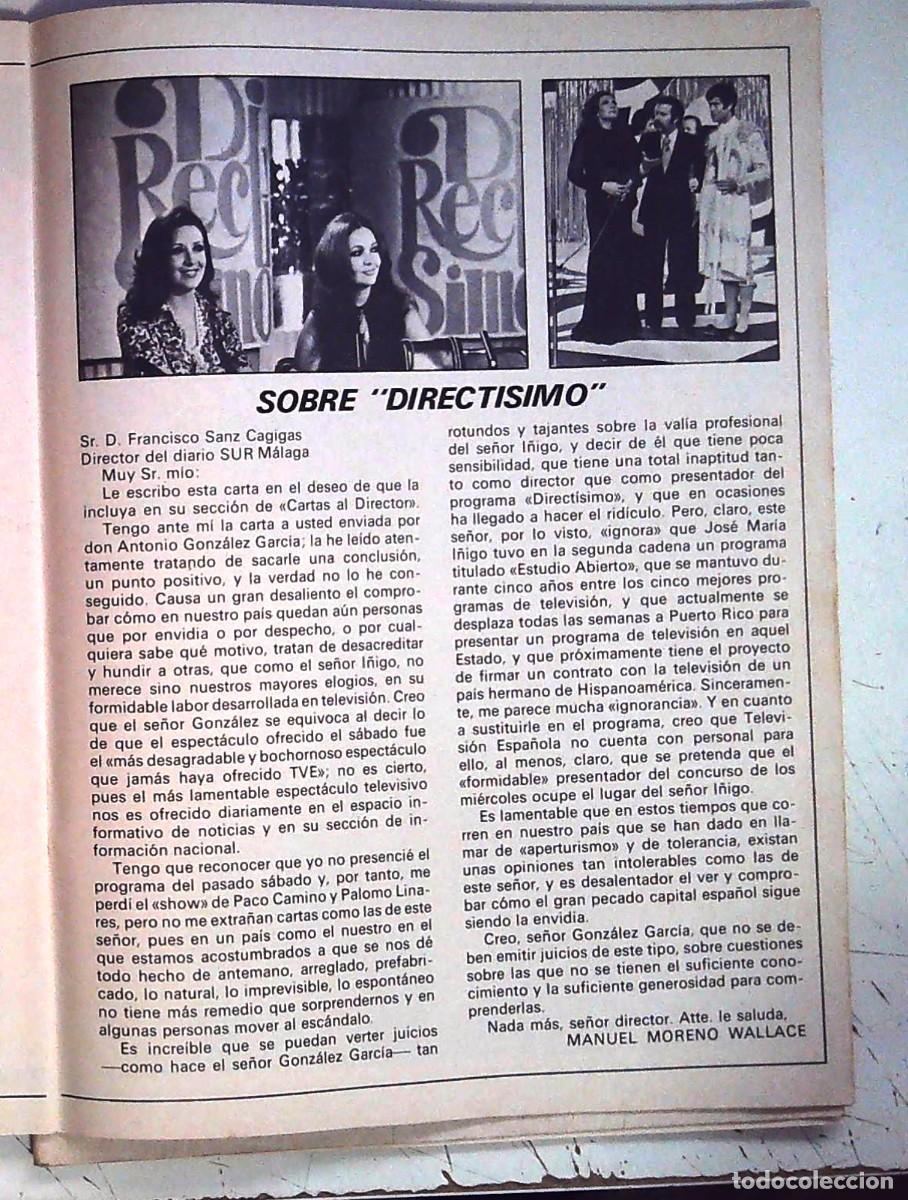 Di
Rect
simo
Di
Rec
Sim
SOBRE "DIRECTISIMO"
Sr. D. Francisco Sanz Cagigas
Director del diario SUR Málaga
Muy Sr. mío:
Le escribo esta carta en el deseo de que la
incluya en su sección de «Cartas al Director».
Tengo ante mí la carta a usted enviada por
don Antonio González García; la he leído aten-
tamente tratando de sacarle una conclusión,
un punto positivo, y la verdad no lo he con-
seguido. Causa un gran desaliento el compro-
bar cómo en nuestro país quedan aún personas
que por envidia o por despecho, o por cual-
quiera sabe qué motivo, tratan de desacreditar
y hundir a otras, que como el señor Iñigo, no
merece sino nuestros mayores elogios, en su
formidable labor desarrollada en televisión. Creo
que el señor González se equivoca al decir lo
de que el espectáculo ofrecido el sábado fue
el «más desagradable y bochornoso espectáculo
que jamás haya ofrecido TVE»; no es cierto,
pues el más lamentable espectáculo televisivo
nos es ofrecido diariamente en el espacio in-
formativo de noticias y en su sección de in-
formación nacional.
Tengo que reconocer que yo no presencié el
programa del pasado sábado y, por tanto, me
perdí el «show» de Paco Camino y Palomo Lina-
res, pero no me extrañan cartas como las de este
señor, pues en un país como el nuestro en el
que estamos acostumbrados a que se nos dé
todo hecho de antemano, arreglado, prefabri-
cado, lo natural, lo imprevisible, lo espontáneo
no tiene más remedio que sorprendernos y en
algunas personas mover al escándalo.
Es increíble que se puedan verter juicios
—como hace el señor González García— tan
rotundos y tajantes sobre la valía profesional
del señor Iñigo, y decir de él que tiene poca
sensibilidad, que tiene una total inaptitud tan-
to como director que como presentador del
programa «Directísimo», y que en ocasiones
ha llegado a hacer el ridículo. Pero, claro, este
señor, por lo visto, «ignora» que José María
Iñigo tuvo en la segunda cadena un programa
titulado «Estudio Abierto», que se mantuvo du-
rante cinco años entre los cinco mejores pro-
gramas de televisión, y que actualmente se
desplaza todas las semanas a Puerto Rico para
presentar un programa de televisión en aquel
Estado, y que próximamente tiene el proyecto
de firmar un contrato con la televisión de un
país hermano de Hispanoamérica. Sinceramen-
te, me parece mucha «ignorancia». Y en cuanto
a sustituirle en el programa, creo que Televi-
sión Española no cuenta con personal para
ello, al menos, claro, que se pretenda que el
«formidable» presentador del concurso de los
miércoles ocupe el lugar del señor Iñigo.
Es lamentable que en estos tiempos que co-
rren en nuestro país que se han dado en lla-
mar de «aperturismo» y de tolerancia, existan
unas opiniones tan intolerables como las de
este señor, y es desalentador el ver y compro-
bar cómo el gran pecado capital español sigue
siendo la envidia.
Creo, señor González García, que no se de-
ben emitir juicios de este tipo, sobre cuestiones
sobre las que no se tienen el suficiente cono-
cimiento y la suficiente generosidad para com-
prenderlas.
Nada más, señor director. Atte. le saluda,
MANUEL MORENO WALLACE
todocoleccion